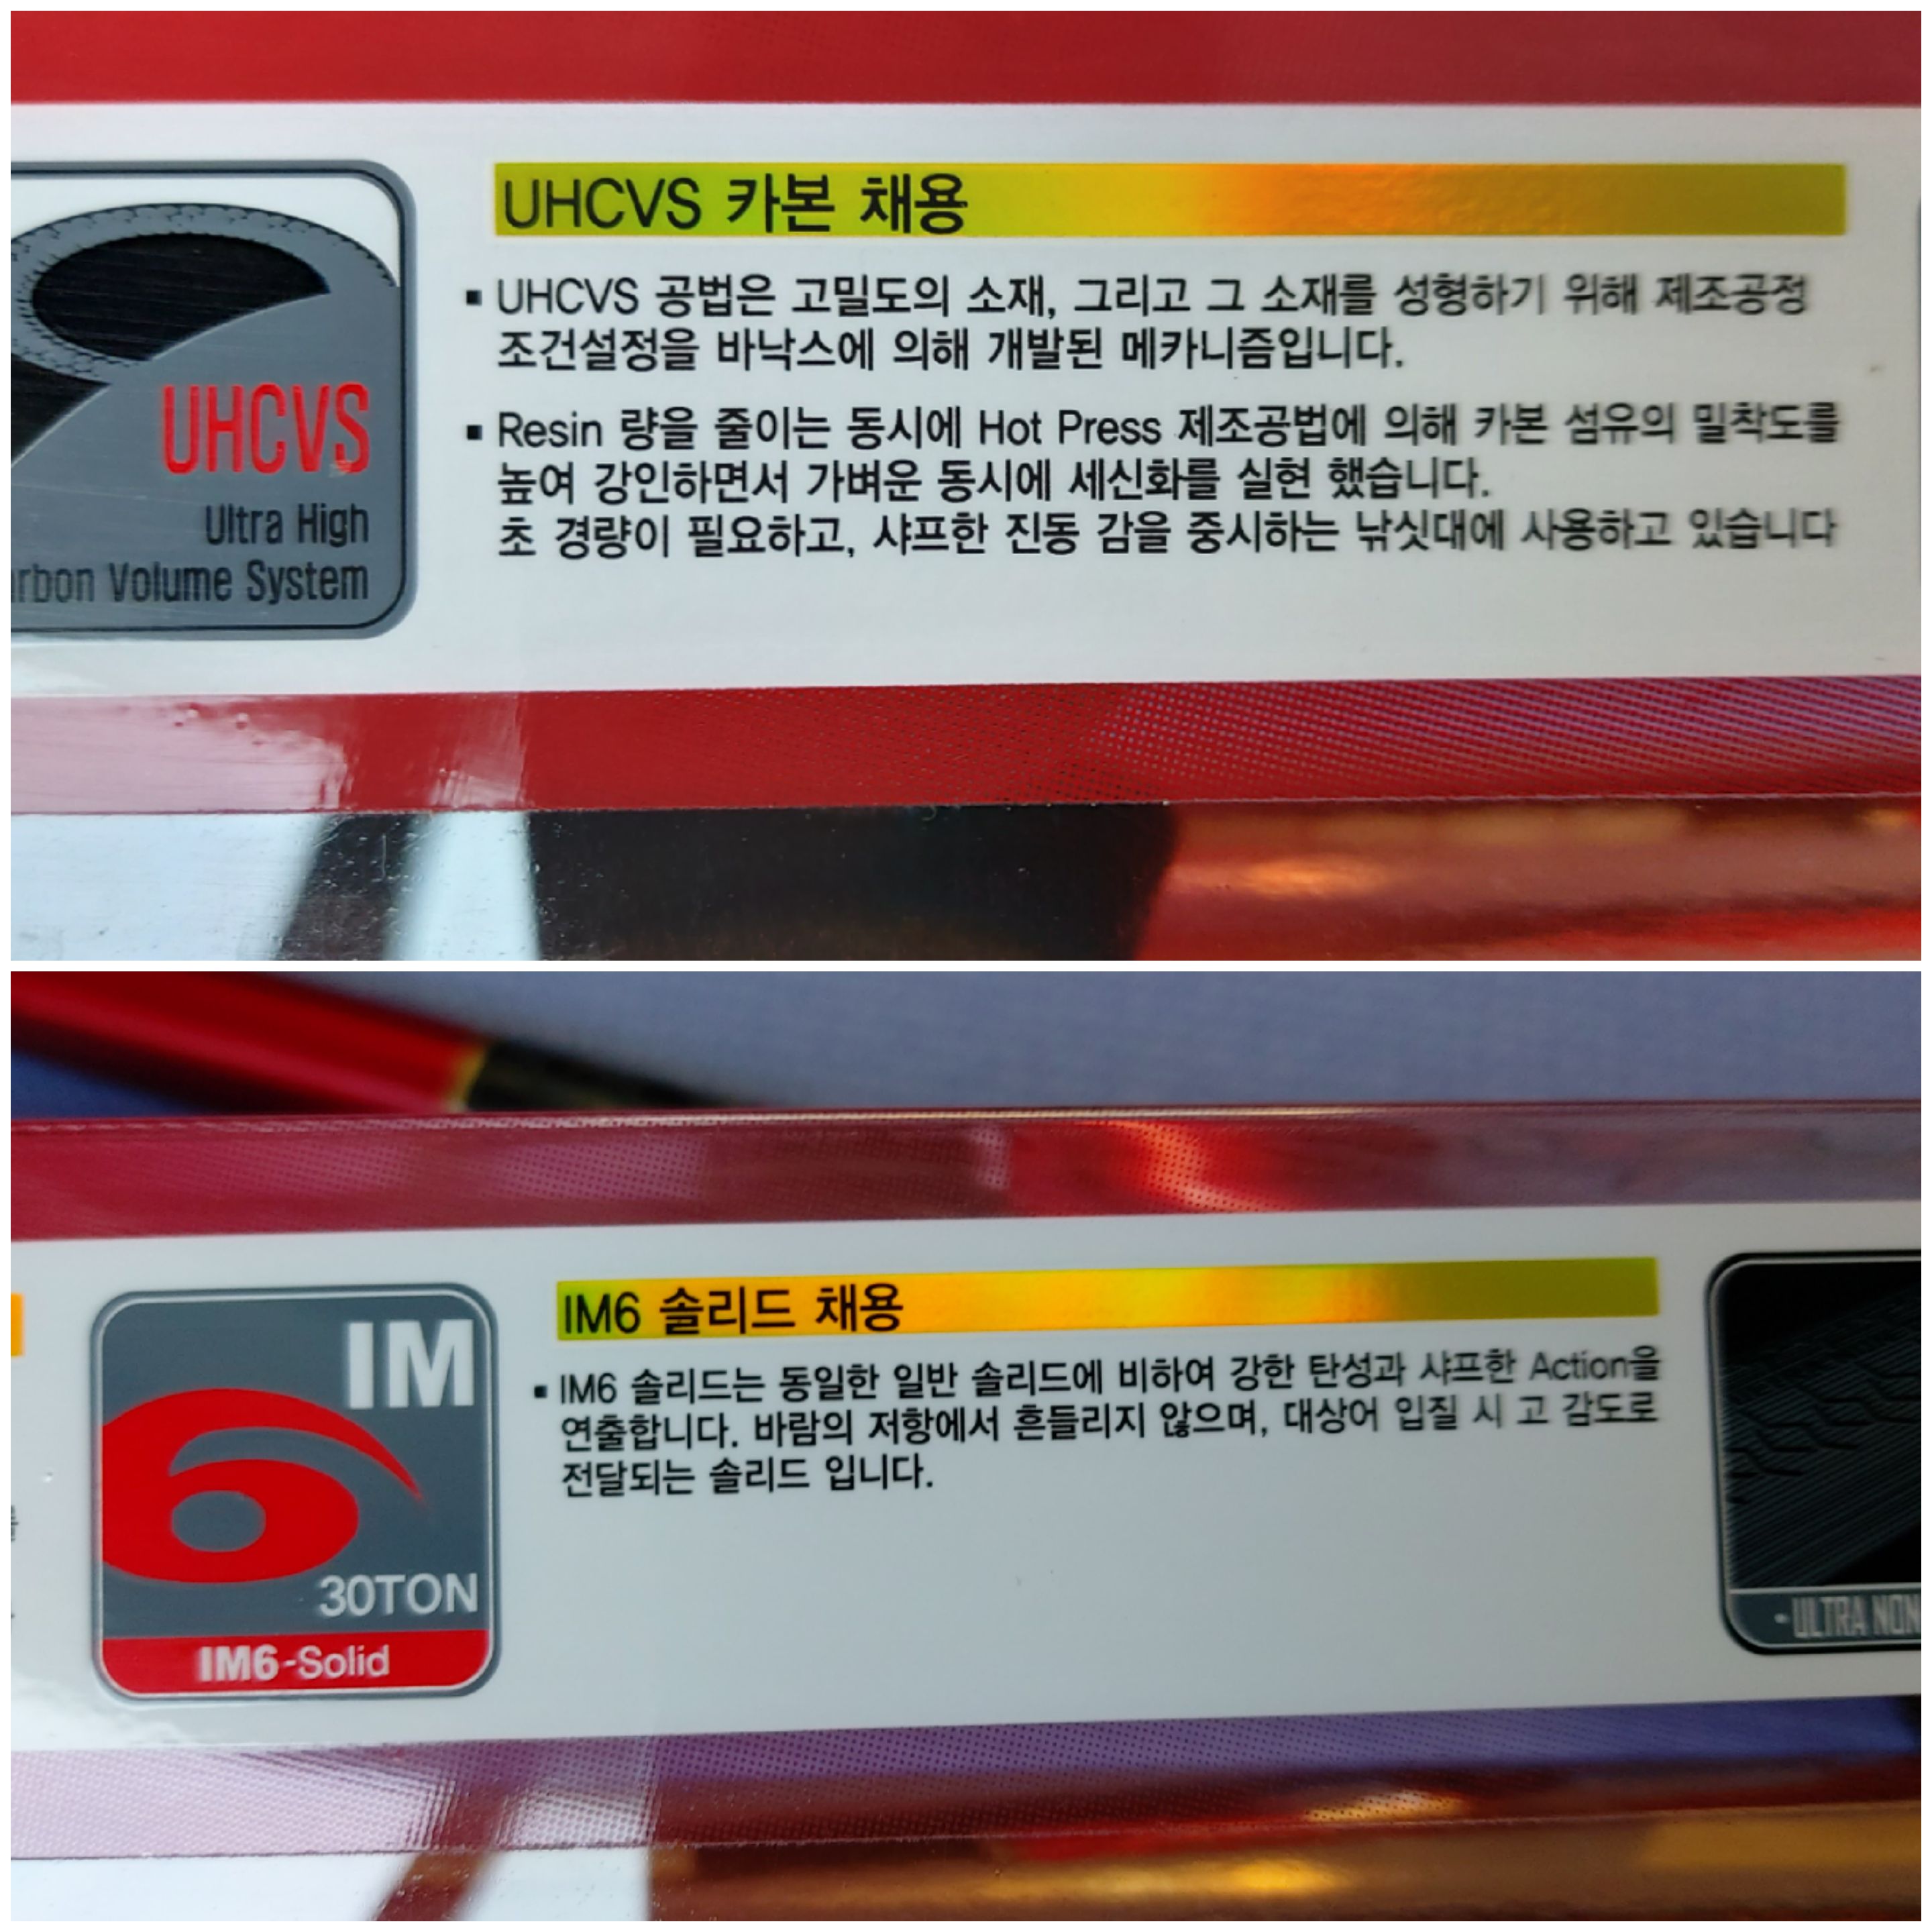 UHCVS 카본 채용
▪ UHCVS 공법은 고밀도의 소재, 그리고 그 소재를 성형하기 위해 제조공정
조건설정을 바낙스에 의해 개발된 메카니즘입니다.
▪ Resin 량을 줄이는 동시에 Hot Press 제조공법에 의해 카본 섬유의 밀착도를
높여 강인하면서 가벼운 동시에 세신화를 실현 했습니다.
초 경량이 필요하고, 샤프한 진동 감을 중시하는 낚싯대에 사용하고 있습니다
UHCVS
Ultra High
rbon Volume System
IM
6
30TON
IM6-Solid
IM6 솔리드 채용
▪ IM6 솔리드는 동일한 일반 솔리드에 비하여 강한 탄성과 샤프한 Action을
연출합니다. 바람의 저항에서 흔들리지 않으며, 대상어 입질 시 고 감도로
전달되는 솔리드 입니다.
-ULTRA NON